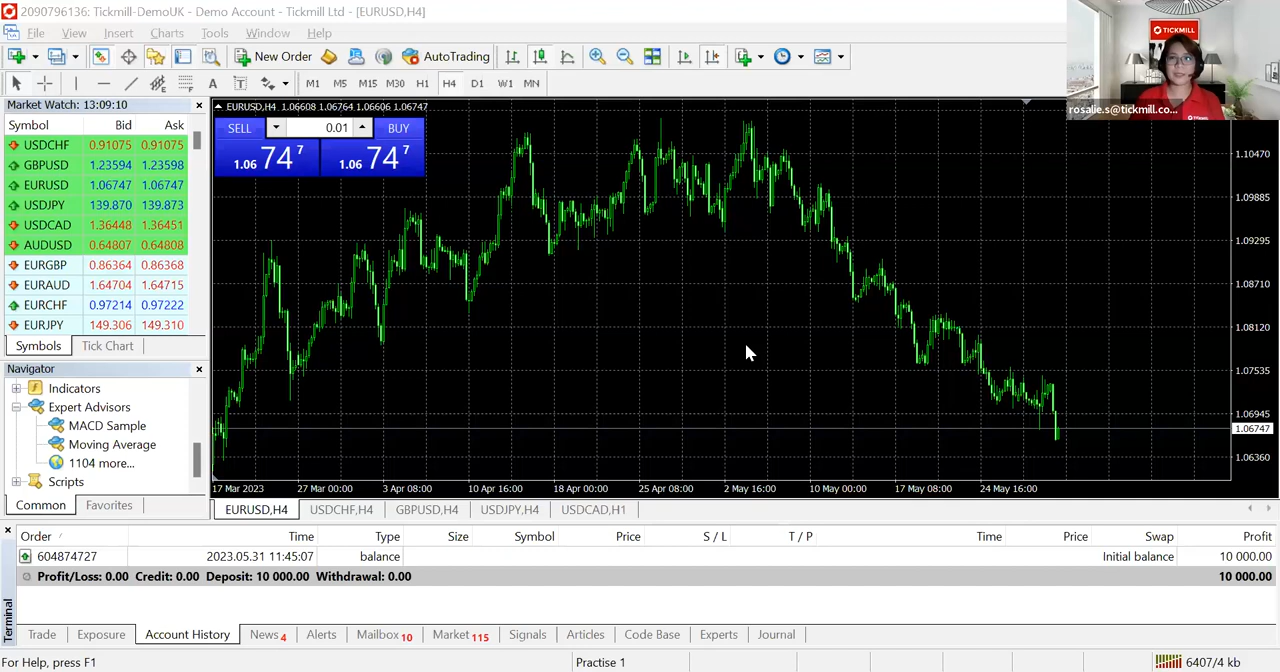 2090796136: Tickmill-DemoUK - Demo Account - Tickmill Ltd - [EURUSD,H4]
File View Insert Charts Tools Window Help
New Order AutoTrading
A T M1 M5 M15 M30 H1 H4 D1 W1 MN
TICKMILL
rosalie.s@tickmill.co...
Market Watch: 13:09:10
Symbol Bid Ask
USDCHF 0.91075 0.91075
GBPUSD 1.23594 1.23598
EURUSD 1.06747 1.06747
USDJPY 139.870 139.873
USDCAD 1.36448 1.36451
AUDUSD 0.64807 0.64808
EURGBP 0.86364 0.86368
EURAUD 1.64704 1.64715
EURCHF 0.97214 0.97222
EURJPY 149.306 149.310
Symbols Tick Chart
Navigator
Indicators
Expert Advisors
MACD Sample
Moving Average
1104 more...
Scripts
Common Favorites
EURUSD,H4 1.06608 1.06764 1.06606 1.06747
SELL 0.01 BUY
1.06 74 7 1.06 74 7
1.10470
1.09885
1.09295
1.08710
1.08120
1.07535
1.06945
1.06747
1.06360
17 Mar 2023 27 Mar 00:00 3 Apr 08:00 10 Apr 16:00 18 Apr 00:00 25 Apr 08:00 2 May 16:00 10 May 00:00 17 May 08:00 24 May 16:00
EURUSD,H4 USDCHF,H4 GBPUSD,H4 USDJPY,H4 USDCAD,H1
Order Time Type Size Symbol Price S / L T / P Time Price Swap Profit
604874727 2023.05.31 11:45:07 balance Initial balance 10 000.00
Profit/Loss: 0.00 Credit: 0.00 Deposit: 10 000.00 Withdrawal: 0.00 10 000.00
Terminal
Trade Exposure Account History News 4 Alerts Mailbox 10 Market 115 Signals Articles Code Base Experts Journal
For Help, press F1 Practise 1 6407/4 kb